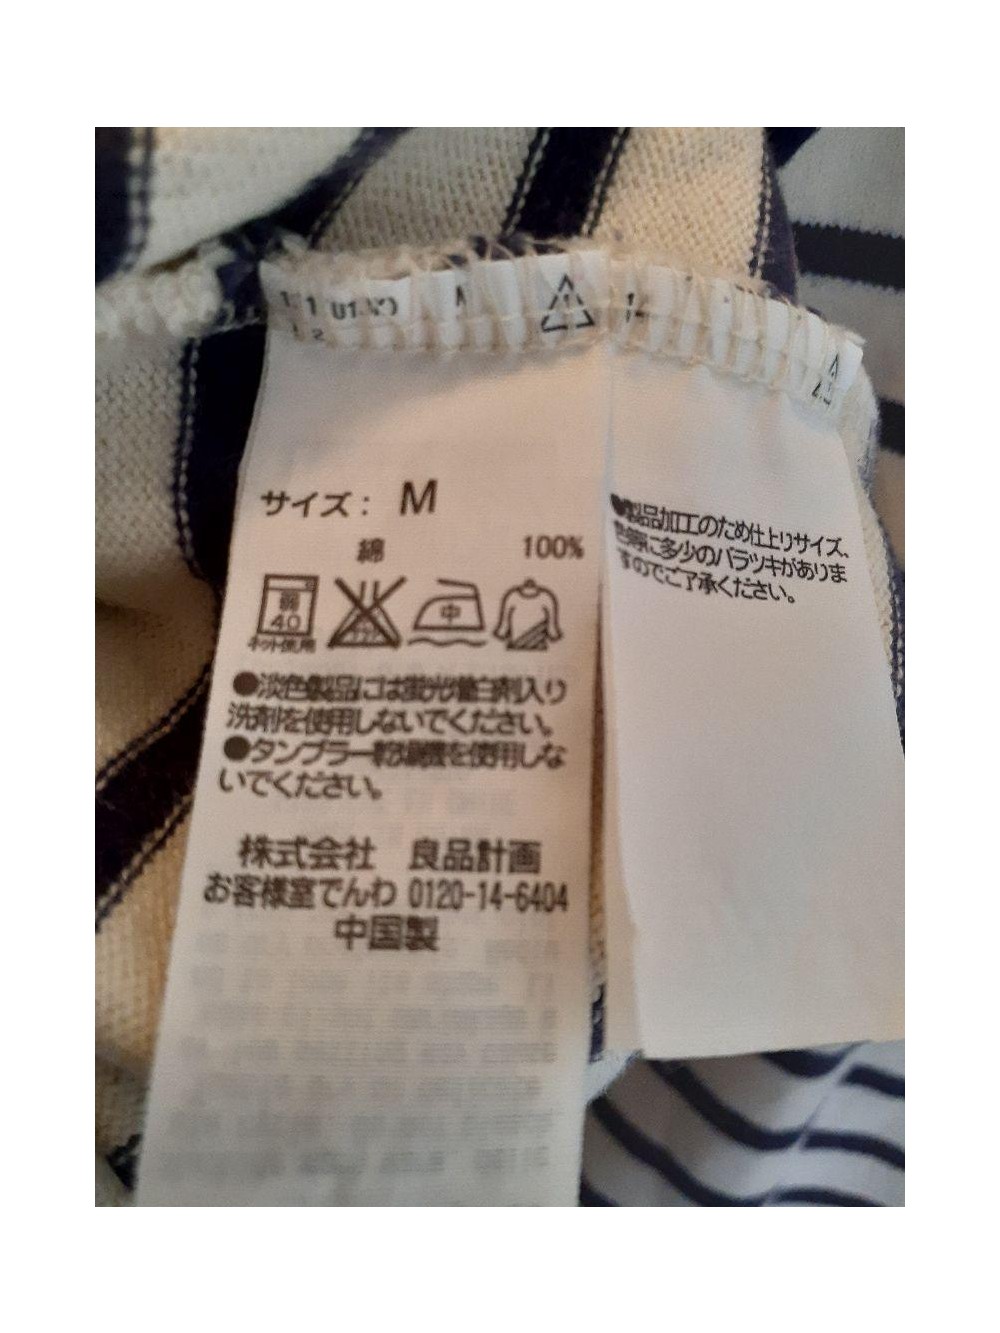 サイズ： M
綿 100%
弱
40
ネット使用
中
●淡色製品には蛍光増白剤入り
洗剤を使用しないでください。
●タンブラー乾燥機を使用しな
いでください。
株式会社 良品計画
お客様室でんわ 0120-14-6404
中国製
●製品加工のため仕上りサイズ、
色等に多少のバラツキがありま
すのでご了承ください。